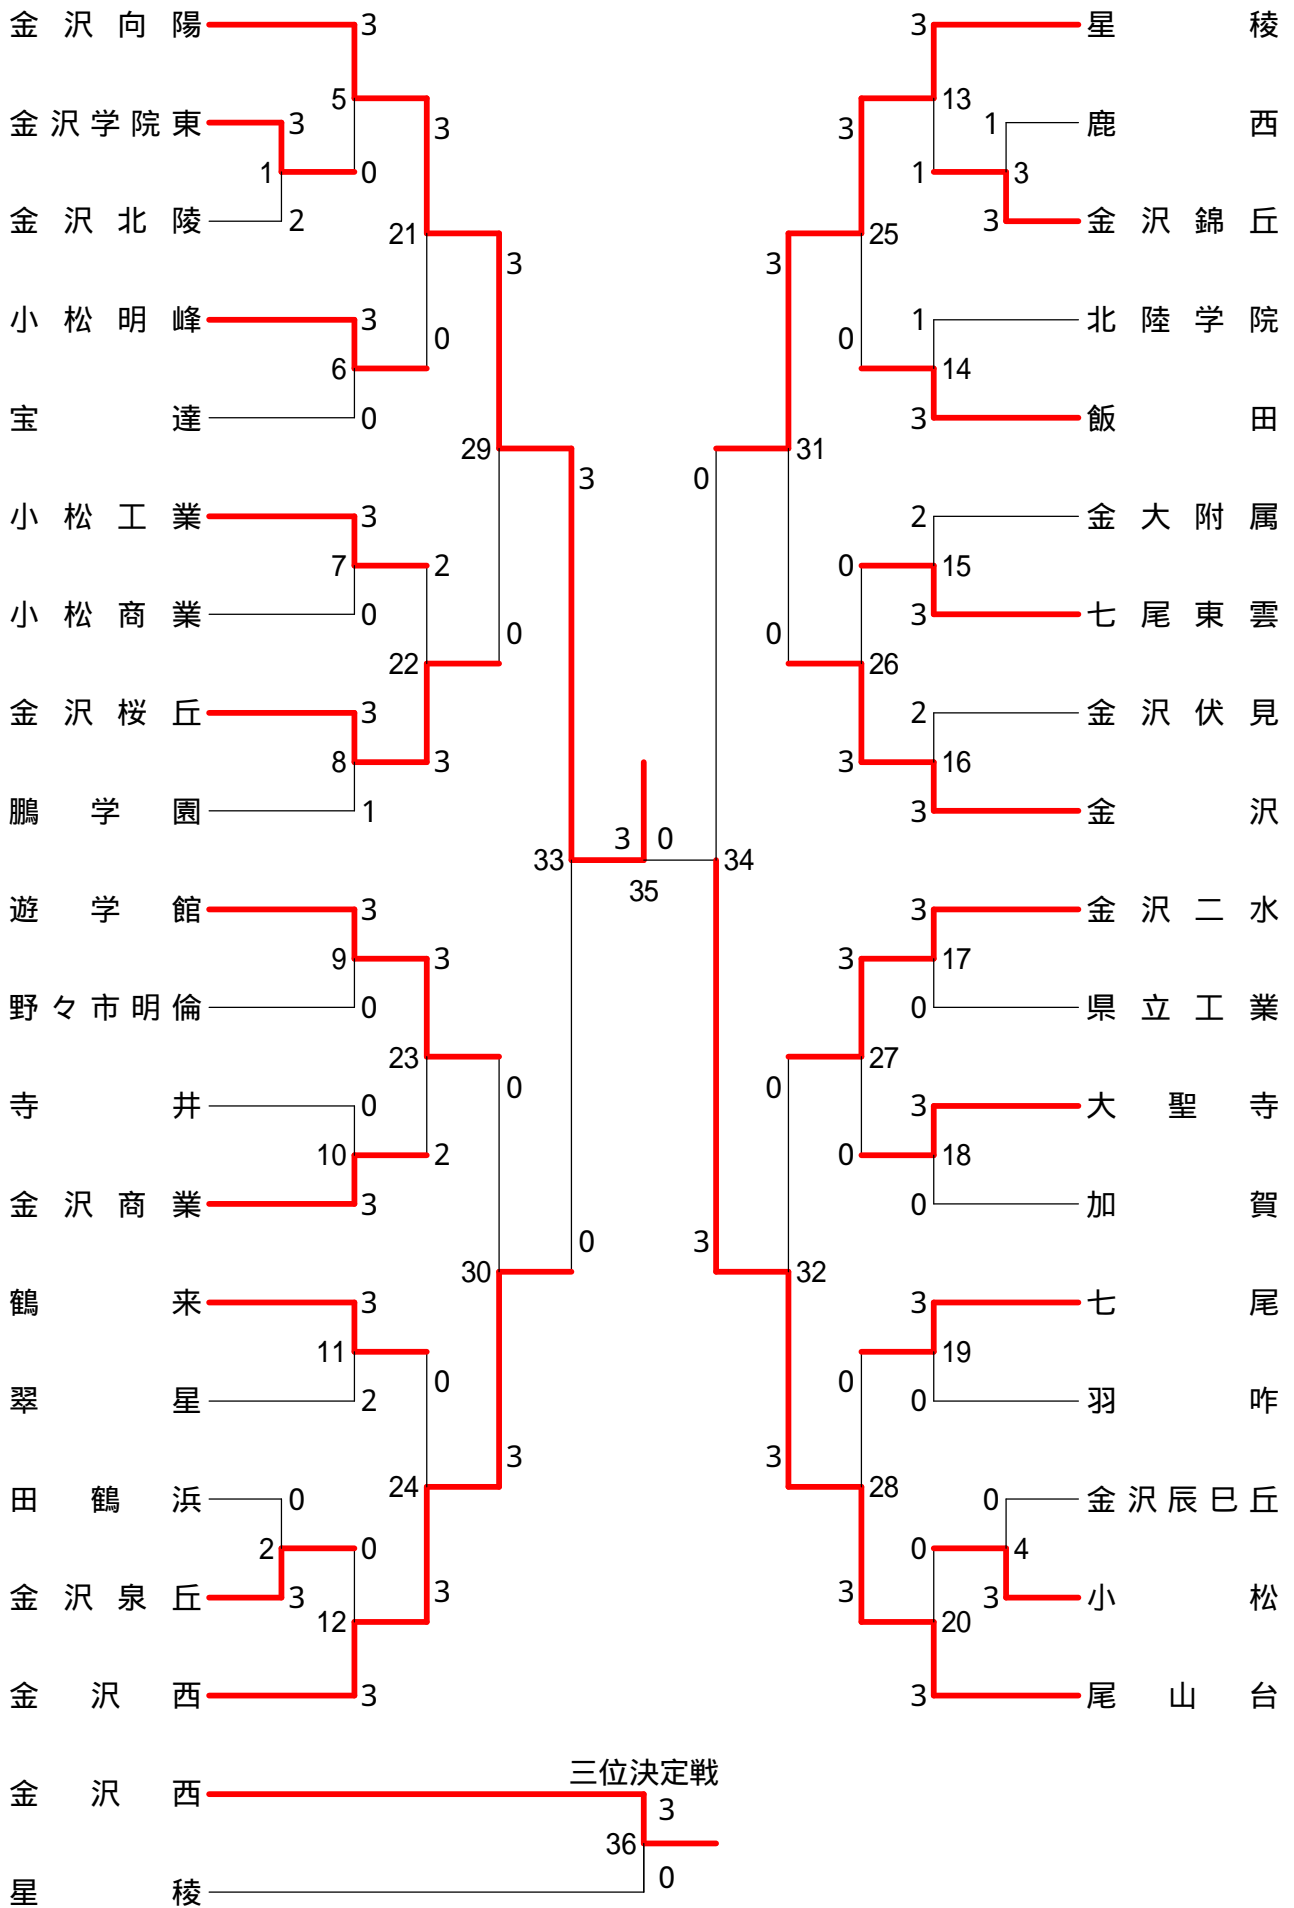 金沢向陽 3 3 星稜
5 13
金沢学院東 3 3 3 1 鹿西
1 0 1 3
金沢北陵 2 21 25 3 金沢錦丘
3 3
小松明峰 3 0 0 1 北陸学院
6 14
宝達 0 3 飯田
29 31
3 0
小松工業 3 2 金大附属
7 2 0 15
小松商業 0 0 0 3 七尾東雲
22 26
金沢桜丘 3 2 金沢伏見
8 3 3 16
鵬学園 1 3 金沢
3 0
33 34
35
遊学館 3 3 金沢二水
9 3 3 17
野々市明倫 0 0 県立工業
23 27
寺井 0 0 0 3 大聖寺
10 2 0 18
金沢商業 3 0 加賀
0 3
30 32
鶴来 3 3 七尾
11 0 0 19
翠星 2 0 羽咋
3 3
24 28
田鶴浜 0 0 金沢辰巳丘
2 0 0 4
金沢泉丘 3 3 3 3 小松
12 20
金沢西 3 3 尾山台
三位決定戦
金沢西 3
36
星稜 0